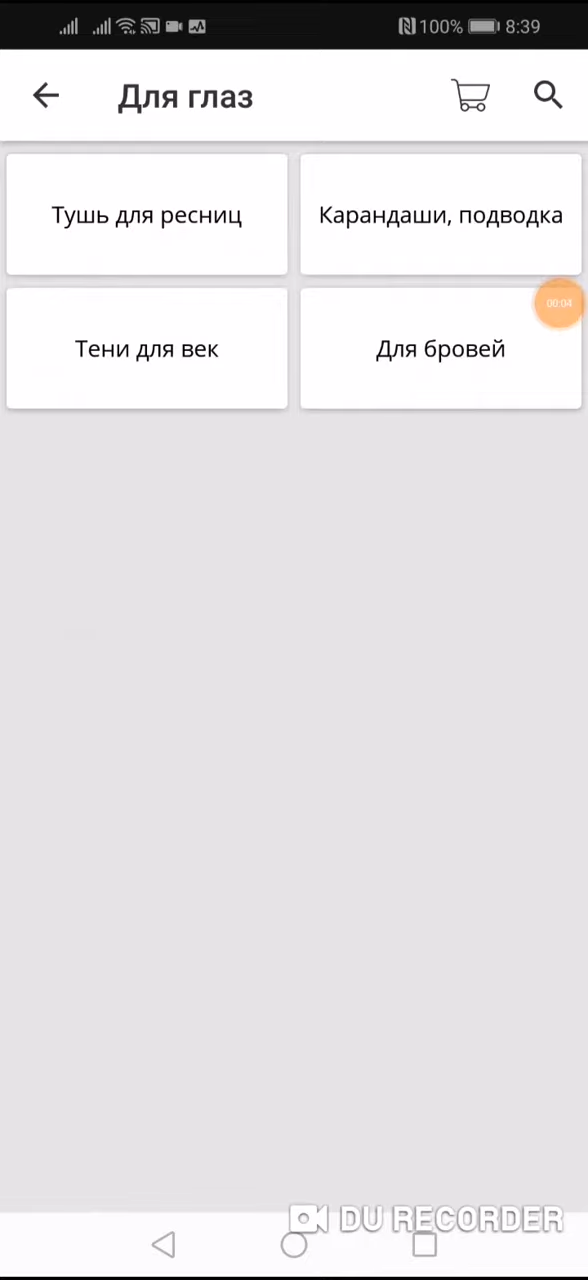 100% 8:39
Для глаз
Тушь для ресниц
Карандаши, подводка
00:04
Тени для век
Для бровей
DU RECORDER